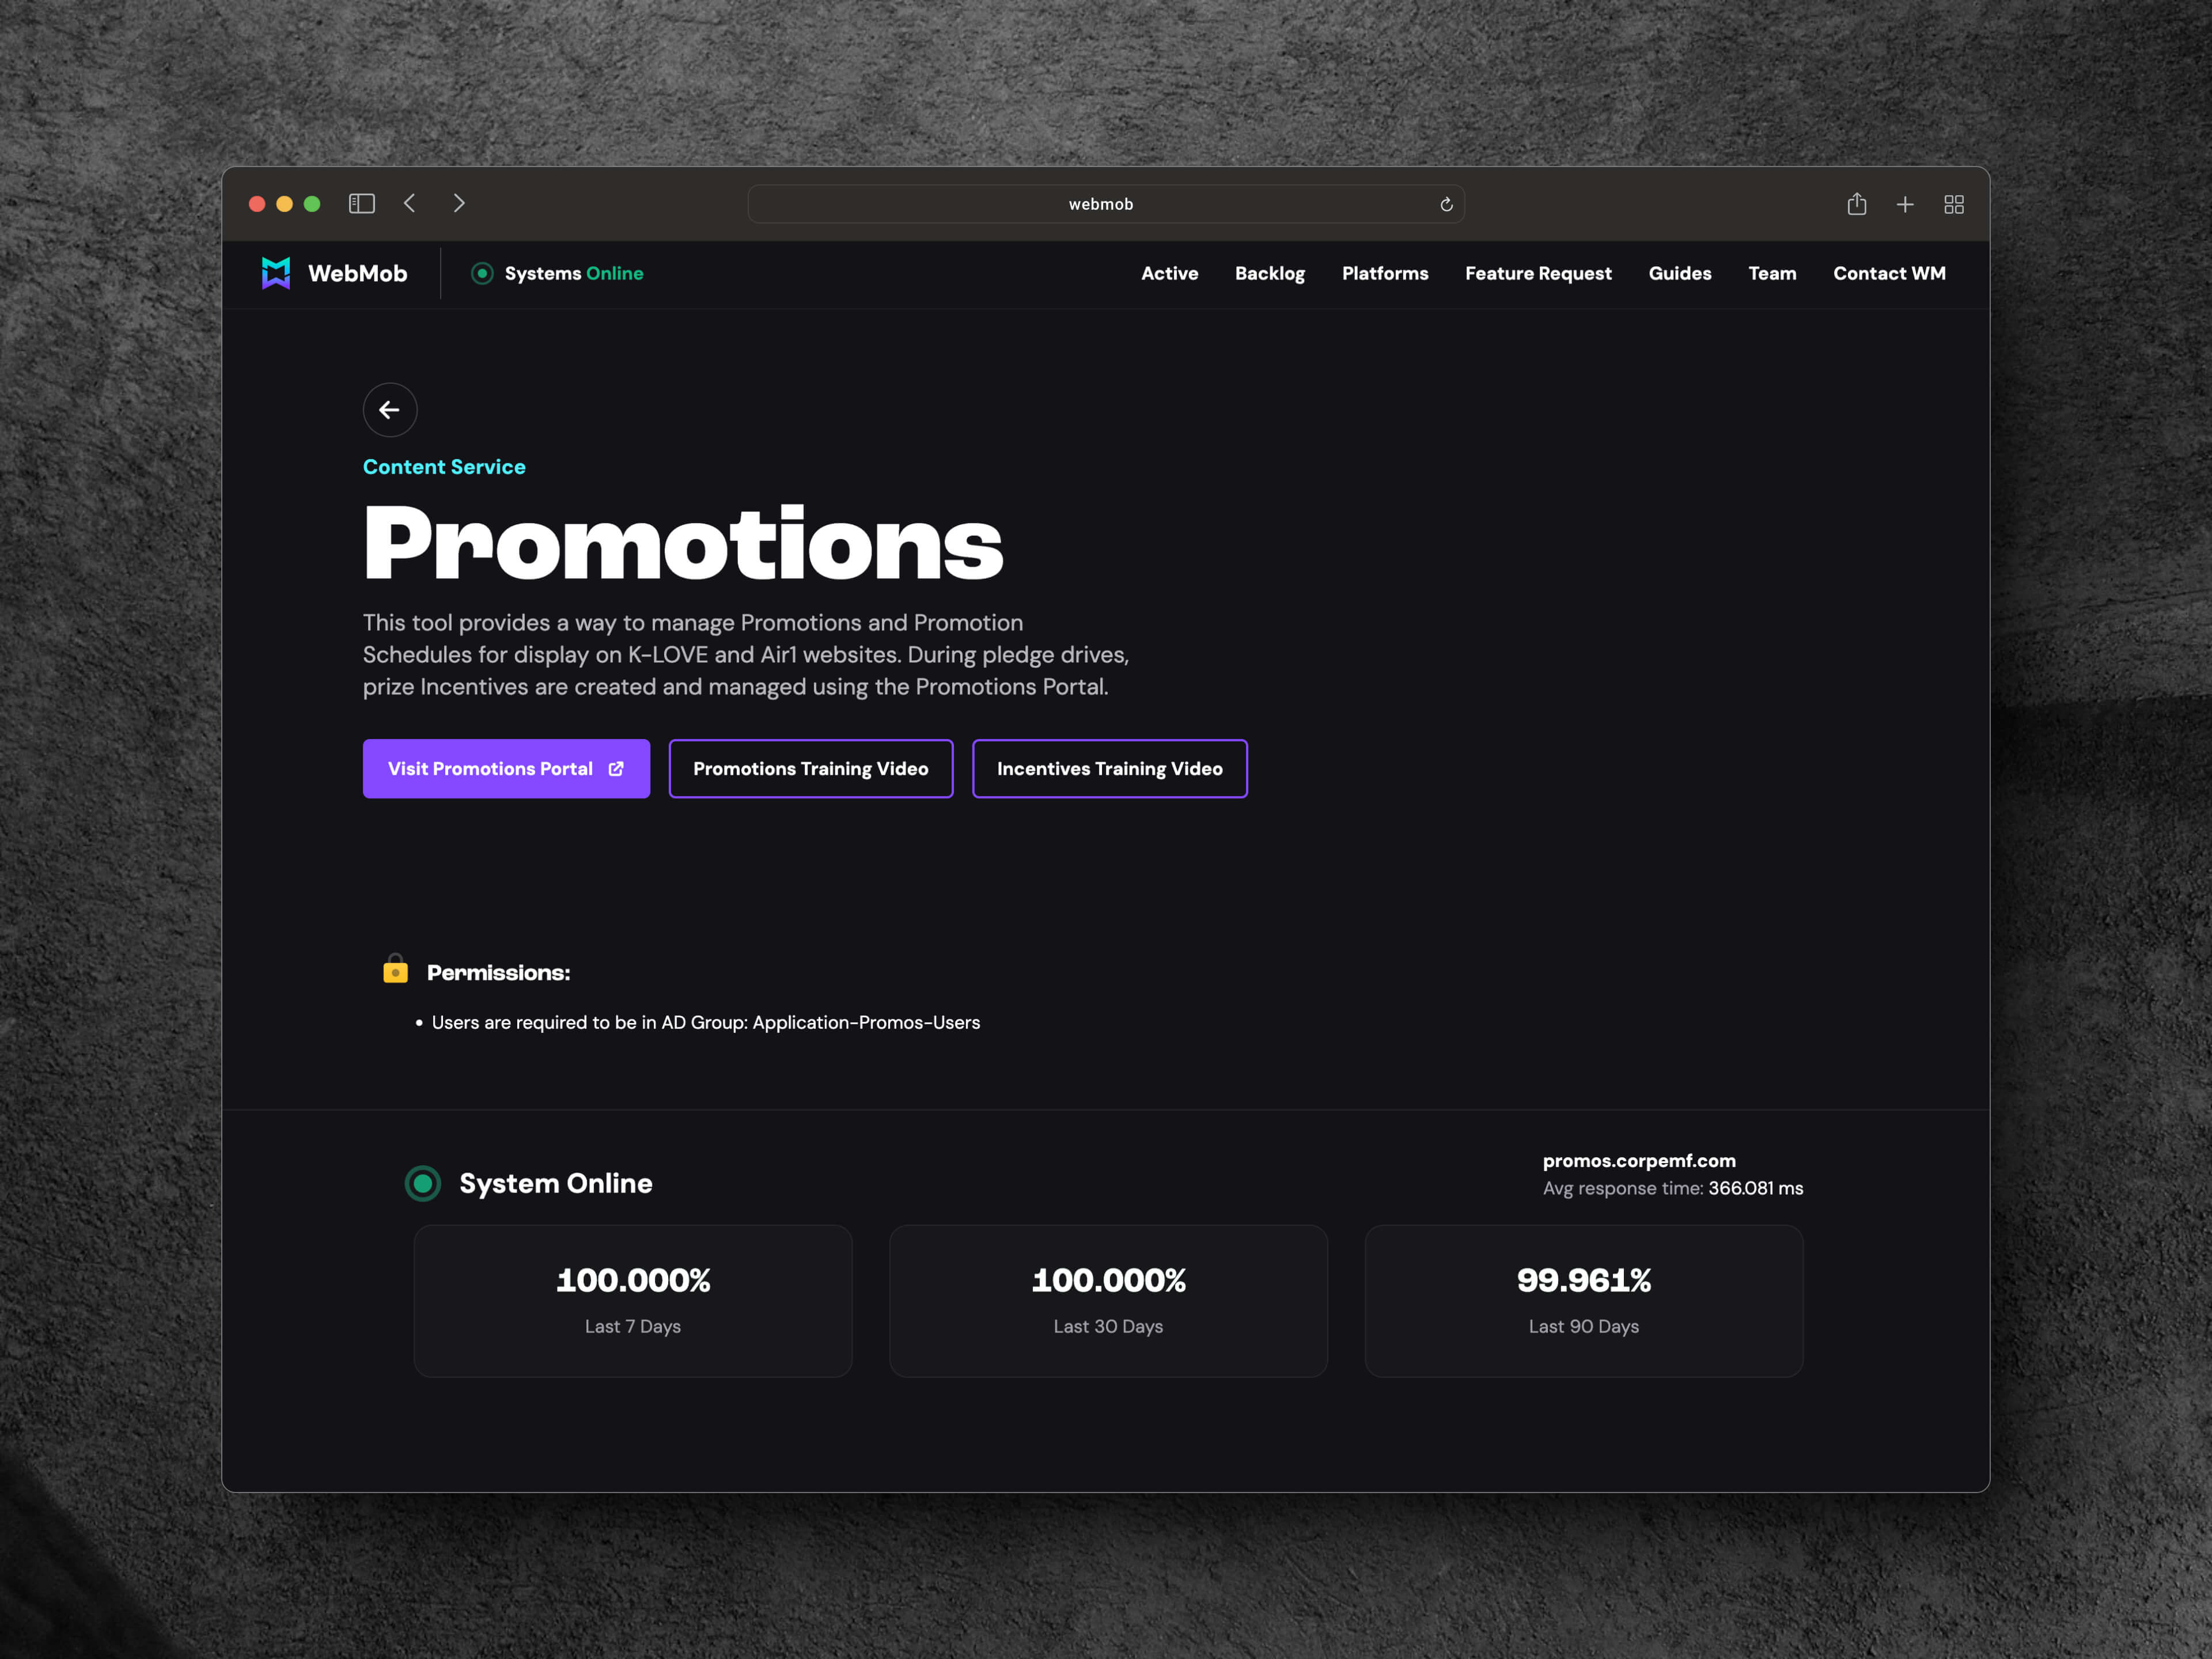 webmob
WebMob
Systems Online
Active
Backlog
Platforms
Feature Request
Guides
Team
Contact WM
Content Service
Promotions
This tool provides a way to manage Promotions and Promotion
Schedules for display on K-LOVE and Air1 websites. During pledge drives,
prize Incentives are created and managed using the Promotions Portal.
Visit Promotions Portal
Promotions Training Video
Incentives Training Video
Permissions:
• Users are required to be in AD Group: Application-Promos-Users
System Online
promos.corpemf.com
Avg response time: 366.081 ms
100.000%
Last 7 Days
100.000%
Last 30 Days
99.961%
Last 90 Days